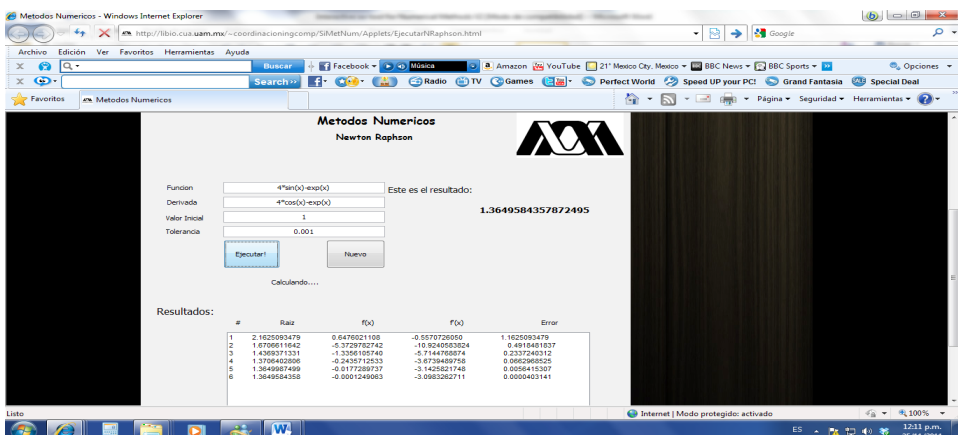 Metodos Numericos - Windows Internet Explorer
http://libio.cua.uam.mx/~coordinacioningcomp/SiMetNum/Applets/EjecutarNRaphson.html
Google
Archivo Edición Ver Favoritos Herramientas Ayuda
Buscar Facebook Música Amazon YouTube 21° Mexico City, Mexico BBC News BBC Sports Opciones
Search Radio TV Games Perfect World Speed UP your PC! Grand Fantasia Special Deal
Favoritos Metodos Numericos Página Seguridad Herramientas
Metodos Numericos
Newton Raphson
Funcion 4*sin(x)-exp(x) Este es el resultado:
Derivada 4*cos(x)-exp(x)
1.3649584357872495
Valor Inicial 1
Tolerancia 0.001
Ejecutar! Nuevo
Calculando....
Resultados:
# Raiz f(x) f'(x) Error
1 2.1625093479 0.6476021108 -0.5570726050 1.1625093479
2 1.6706611642 -5.3729782742 -10.9240583824 0.4918481837
3 1.4369371331 -1.3356105740 -5.7144768874 0.2337240312
4 1.3706402806 -0.2435712533 -3.6739489758 0.0662968525
5 1.3649987499 -0.0177289737 -3.1425821748 0.0056415307
6 1.3649584358 -0.0001249063 -3.0983262711 0.0000403141
Listo Internet | Modo protegido: activado 100%
ES 12:11 p.m.